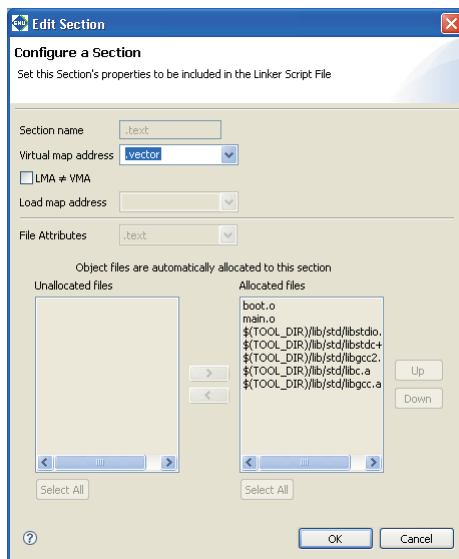 GNU Edit Section
Configure a Section
Set this Section's properties to be included in the Linker Script File
Section name .text
Virtual map address .vector
LMA ≠ VMA
Load map address
File Attributes .text
Object files are automatically allocated to this section
Unallocated files Allocated files
boot.o
main.o
$(TOOL_DIR)/lib/std/libstdio.
$(TOOL_DIR)/lib/std/libstdc+
$(TOOL_DIR)/lib/std/libgcc2.
$(TOOL_DIR)/lib/std/libc.a
$(TOOL_DIR)/lib/std/libgcc.a
> Up
< Down
Select All Select All
? OK Cancel